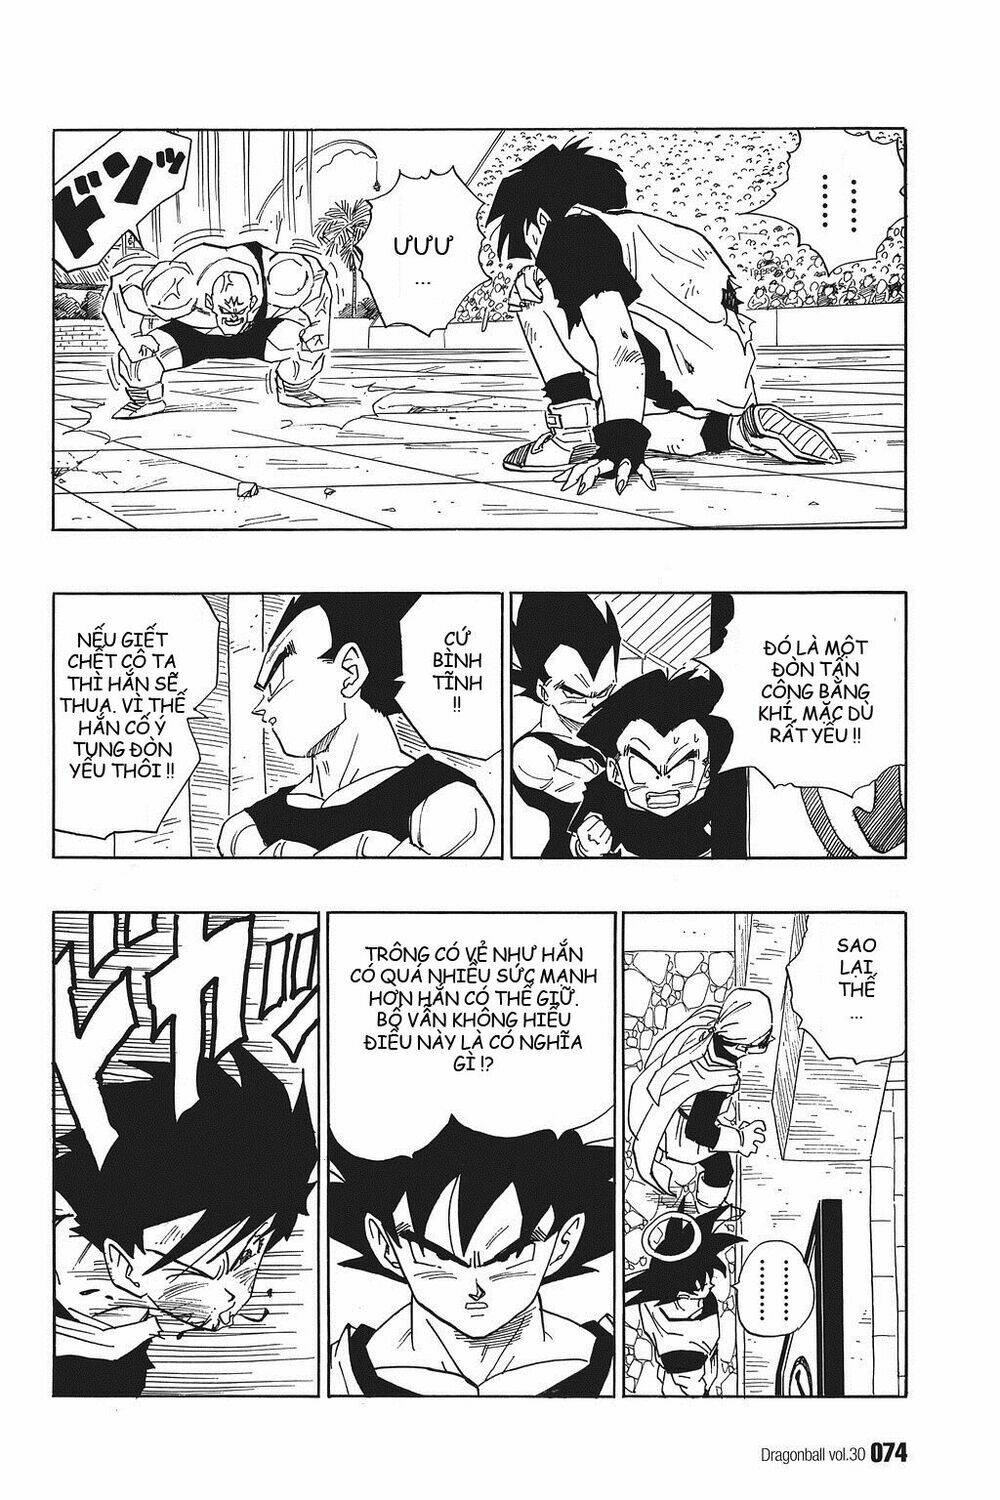 ......
ドンッ
ƯƯƯ
...
ĐÓ LÀ MỘT
ĐÒN TẤN
CÔNG BẰNG
KHÍ, MẶC DÙ
RẤT YẾU !!
CỨ
BÌNH
TĨNH
!!
NẾU GIẾT
CHẾT CÔ TA
THÌ HẮN SẼ
THUA. VÌ THẾ
HẮN CỐ Ý
TUNG ĐÒN
YẾU THÔI !!
SAO
LẠI
THẾ
...
........
TRÔNG CÓ VẺ NHƯ HẮN
CÓ QUÁ NHIỀU SỨC MẠNH
HƠN HẮN CÓ THỂ GIỮ.
BỐ VẪN KHÔNG HIỂU
ĐIỀU NÀY LÀ CÓ NGHĨA
GÌ !?
Dragonball vol.30 074